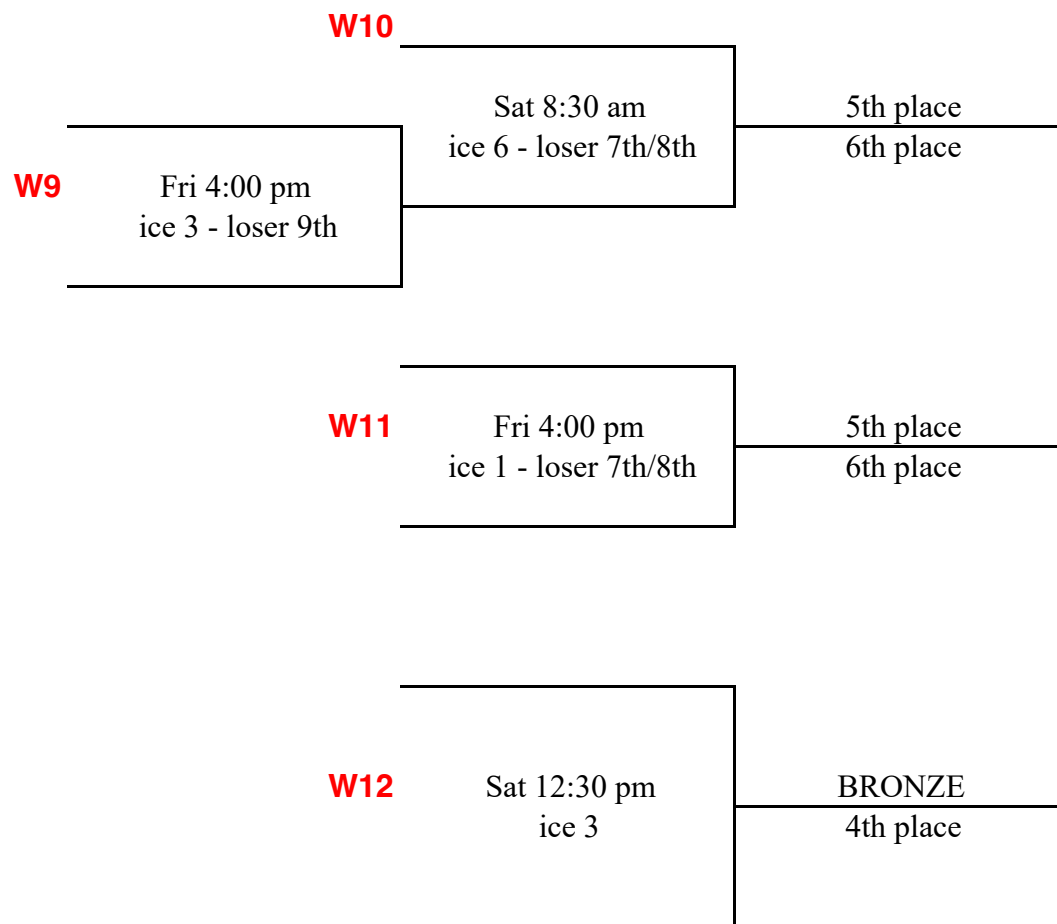 W10
Sat 8:30 am
ice 6 - loser 7th/8th
5th place
6th place
W9
Fri 4:00 pm
ice 3 - loser 9th
W11
Fri 4:00 pm
ice 1 - loser 7th/8th
5th place
6th place
W12
Sat 12:30 pm
ice 3
BRONZE
4th place